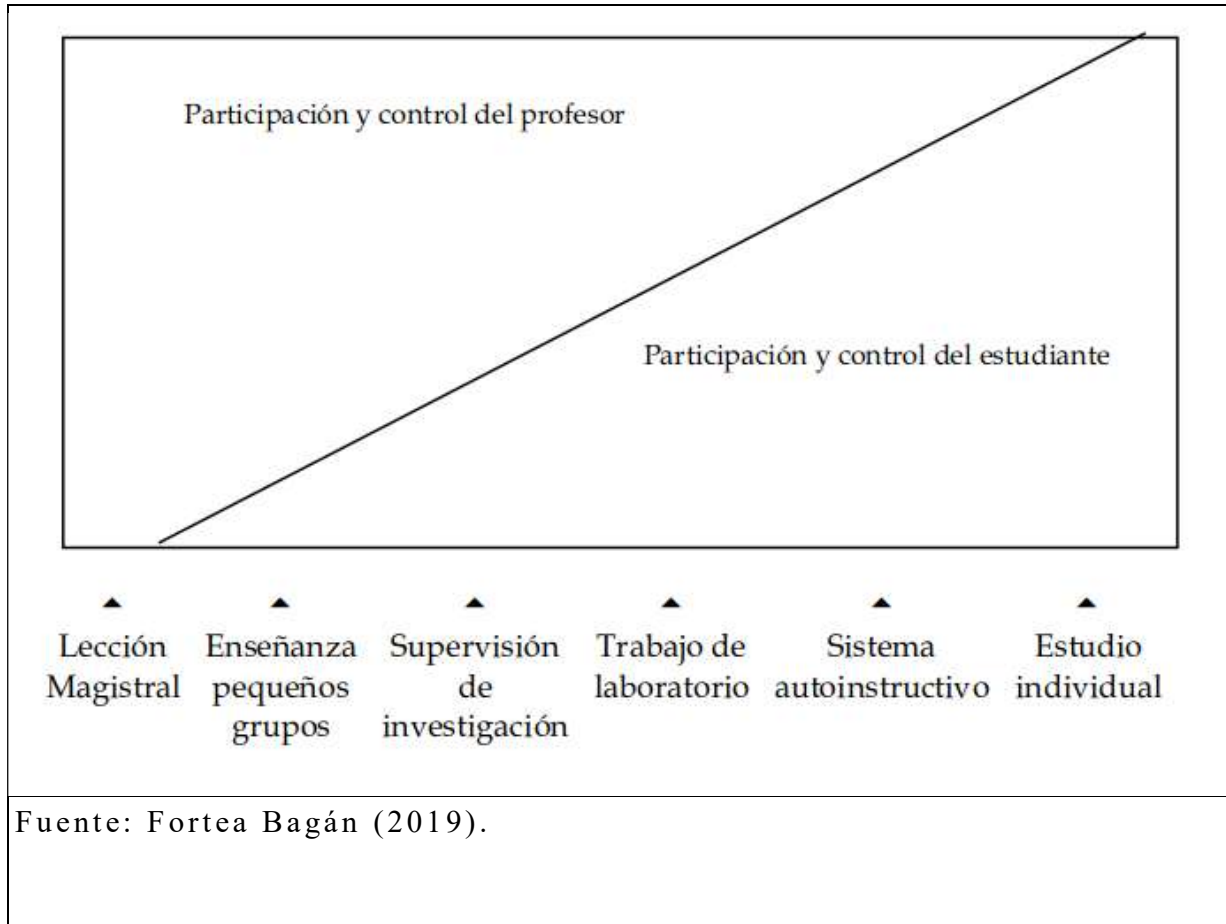 Participación y control del profesor
Participación y control del estudiante
Lección
Magistral
Enseñanza
pequeños
grupos
Supervisión
de
investigación
Trabajo de
laboratorio
Sistema
autoinstructivo
Estudio
individual
Fuente: Fortea Bagán (2019).